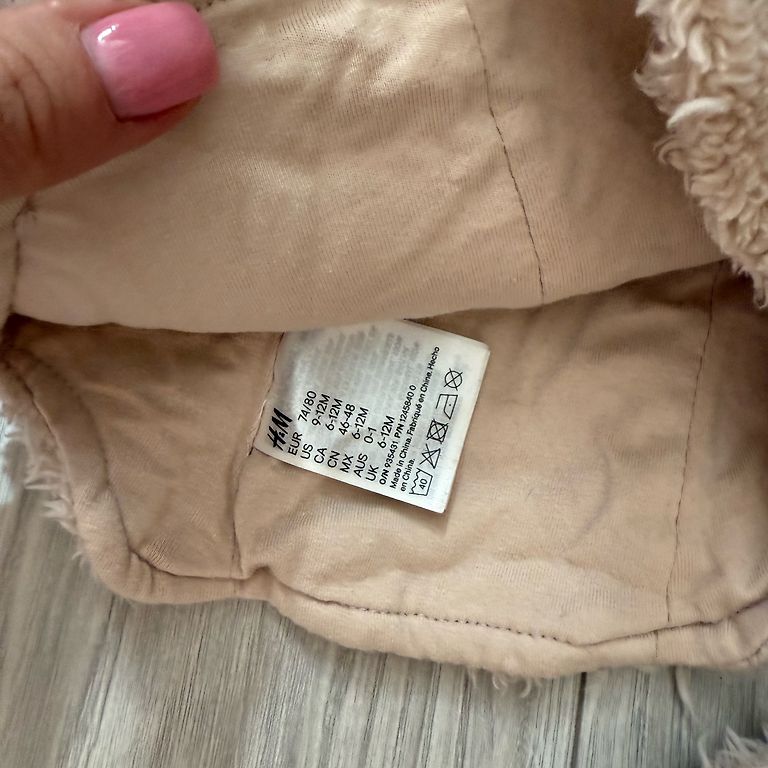 H&M
EUR 74/80
US 9-12M
CA 6-12M
CN 46-48
MX 6-12M
AUS 0-1
UK 6-12M
O/N 935431 P/N 1245840 0
Made in China. Fabriqué en Chine. Hecho
en China.
40